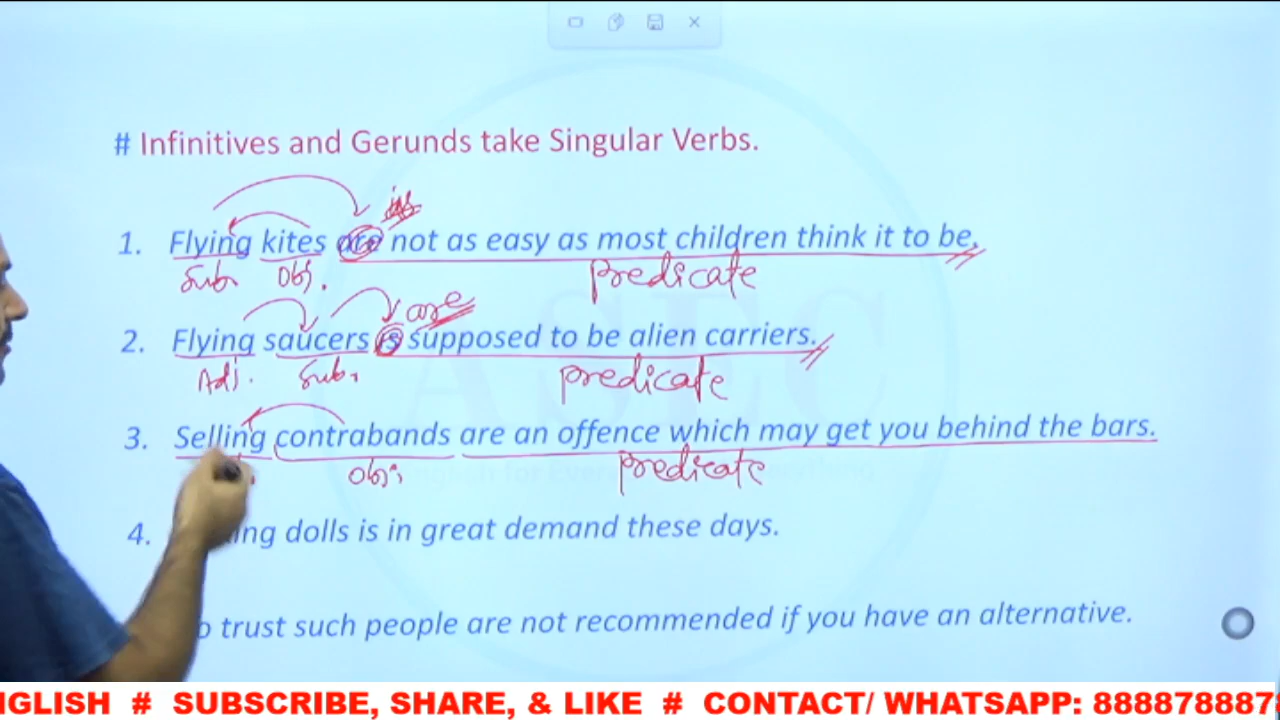 # Infinitives and Gerunds take Singular Verbs.
is
1. Flying kites are not as easy as most children think it to be.
Sub. Obj. predicate
are
2. Flying saucers is supposed to be alien carriers.
Adj. Sub. predicate
3. Selling contrabands are an offence which may get you behind the bars.
Obj. predicate
4. ing dolls is in great demand these days.
o trust such people are not recommended if you have an alternative.
NGLISH # SUBSCRIBE, SHARE, & LIKE # CONTACT/ WHATSAPP: 888878887